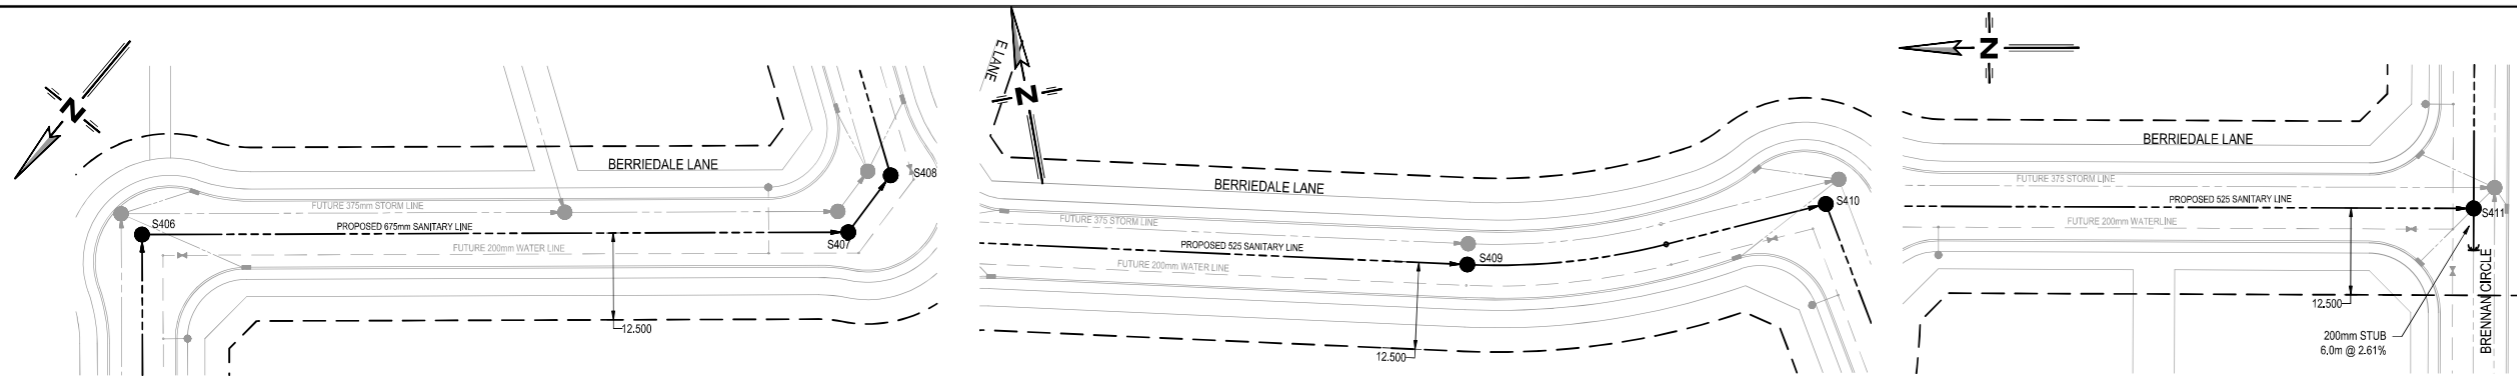 N
BERRIEDALE LANE
S408
FUTURE 375mm STORM LINE
S406
PROPOSED 675mm SANITARY LINE
S407
FUTURE 200mm WATER LINE
12.500
E LANE
N
BERRIEDALE LANE
S410
FUTURE 375 STORM LINE
PROPOSED 525 SANITARY LINE
S409
FUTURE 200mm WATER LINE
12.500
N
BERRIEDALE LANE
FUTURE 375 STORM LINE
PROPOSED 525 SANITARY LINE
S411
FUTURE 200mm WATERLINE
12.500
200mm STUB
6.0m @ 2.61%
BRENNAN CIRCLE